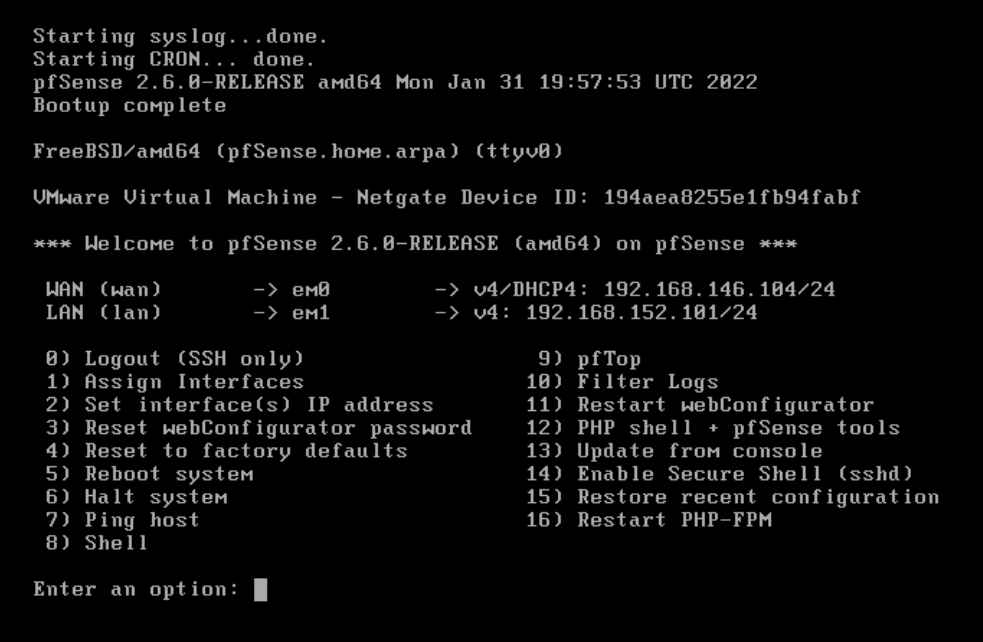 Starting syslog...done.
Starting CRON... done.
pfSense 2.6.0-RELEASE amd64 Mon Jan 31 19:57:53 UTC 2022
Bootup complete

FreeBSD/amd64 (pfSense.home.arpa) (ttyv0)

VMware Virtual Machine - Netgate Device ID: 194aea8255e1fb94fabf

*** Welcome to pfSense 2.6.0-RELEASE (amd64) on pfSense ***

 WAN (wan)       -> em0        -> v4/DHCP4: 192.168.146.104/24
 LAN (lan)       -> em1        -> v4: 192.168.152.101/24

 0) Logout (SSH only)                  9) pfTop
 1) Assign Interfaces                 10) Filter Logs
 2) Set interface(s) IP address       11) Restart webConfigurator
 3) Reset webConfigurator password    12) PHP shell + pfSense tools
 4) Reset to factory defaults         13) Update from console
 5) Reboot system                     14) Enable Secure Shell (sshd)
 6) Halt system                       15) Restore recent configuration
 7) Ping host                         16) Restart PHP-FPM
 8) Shell

Enter an option: